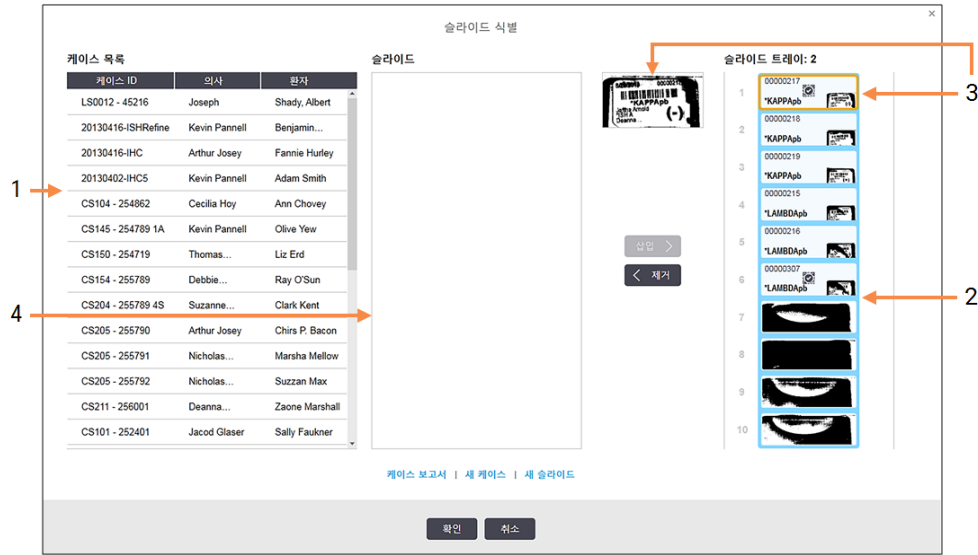 슬라이드 식별
×
케이스 목록
슬라이드
슬라이드 트레이: 2
케이스 ID 의사 환자
LS0012 - 45216 Joseph Shady, Albert
20130416-ISHRefine Kevin Pannell Benjamin...
20130416-IHC Arthur Josey Fannie Hurley
20130402-IHC5 Kevin Pannell Adam Smith
CS104 - 254862 Cecilia Hoy Ann Chovey
CS145 - 254789 1A Kevin Pannell Olive Yew
CS150 - 254719 Thomas... Liz Erd
CS154 - 255789 Debbie... Ray O'Sun
CS204 - 255789 4S Suzanne... Clark Kent
CS205 - 255790 Arthur Josey Chirs P. Bacon
CS205 - 255791 Nicholas... Marsha Mellow
CS205 - 255792 Nicholas... Suzzan Max
CS211 - 256001 Deanna... Zaone Marshall
CS101 - 252401 Jacod Glaser Sally Faukner
*KAPPApb
(-)
삽입 >
< 제거
1 00000217
*KAPPApb
2 00000218
*KAPPApb
3 00000219
*KAPPApb
4 00000215
*LAMBDApb
5 00000216
*LAMBDApb
6 00000307
*LAMBDApb
7
8
9
10
1
2
3
4
케이스 보고서 | 새 케이스 | 새 슬라이드
확인 취소